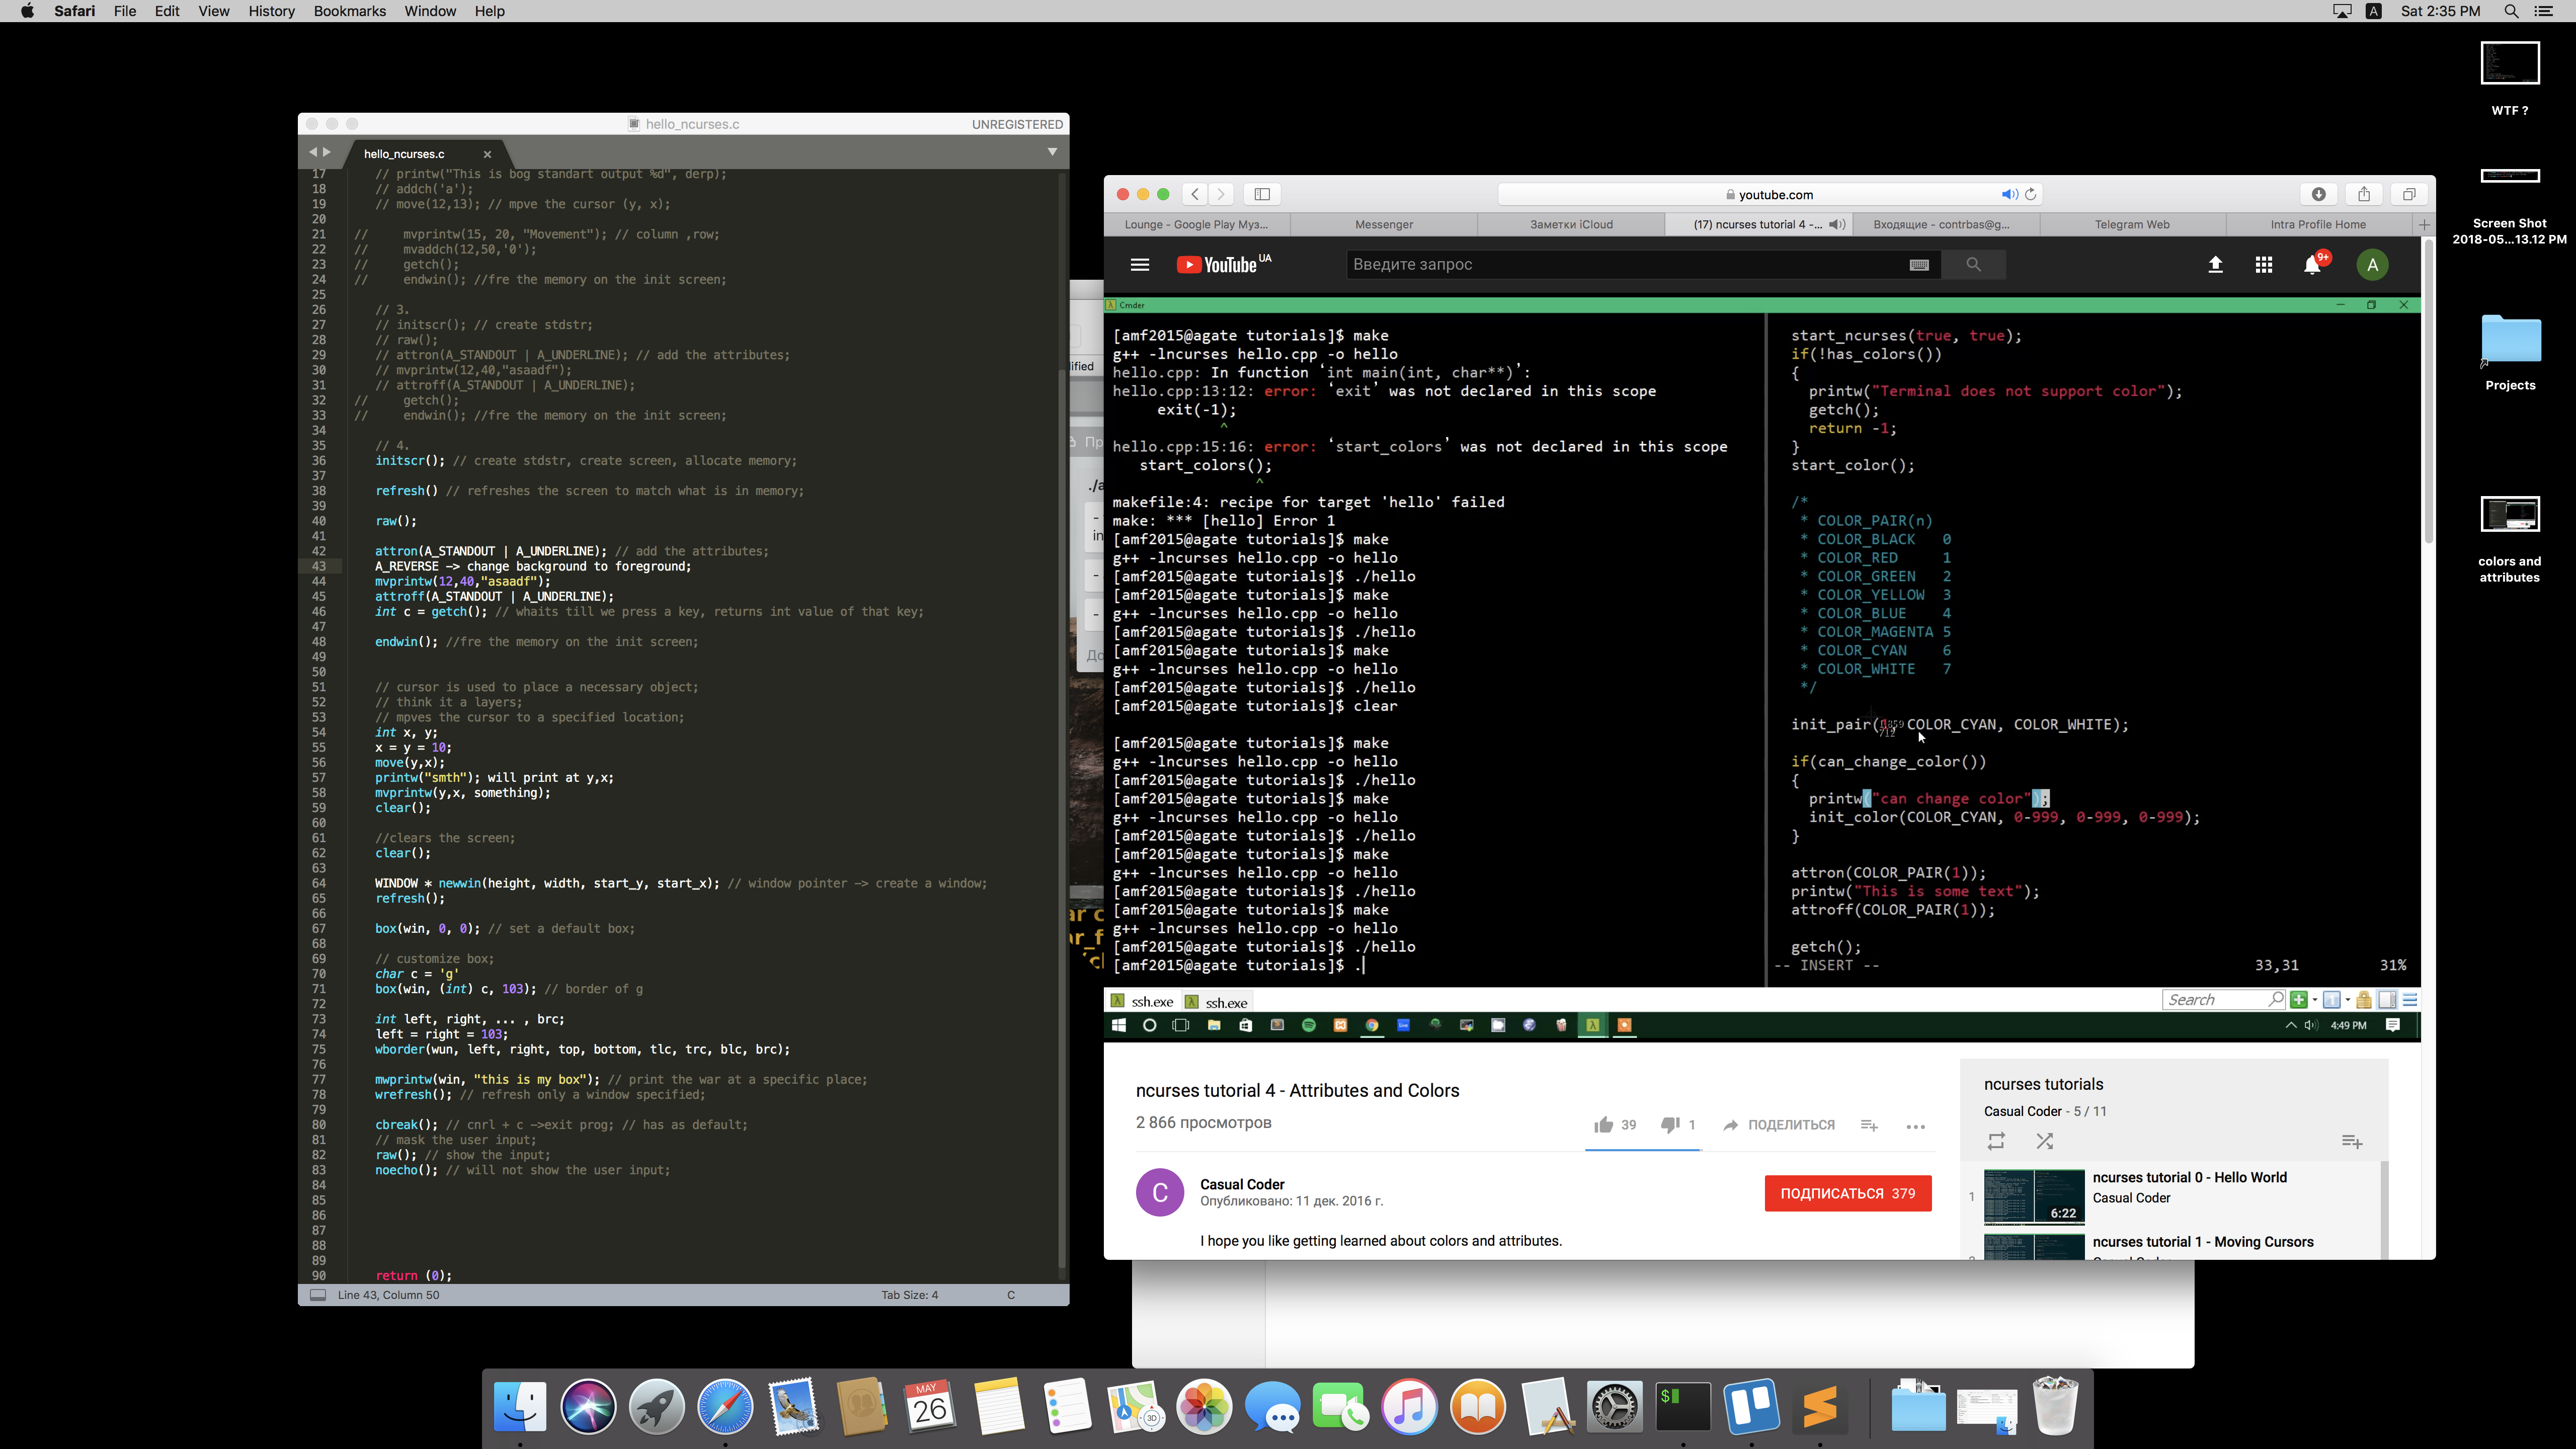 Safari File Edit View History Bookmarks Window Help
A Sat 2:35 PM
WTF ?
Screen Shot
2018-05...13.12 PM
Projects
colors and
attributes
hello_ncurses.c
UNREGISTERED
hello_ncurses.c
17 // printw("This is bog standart output %d", derp);
18 // addch('a');
19 // move(12,13); // mpve the cursor (y, x);
20
21 // mvprintw(15, 20, "Movement"); // column ,row;
22 // mvaddch(12,50,'0');
23 // getch();
24 // endwin(); //fre the memory on the init screen;
25
26 // 3.
27 // initscr(); // create stdstr;
28 // raw();
29 // attron(A_STANDOUT | A_UNDERLINE); // add the attributes;
30 // mvprintw(12,40,"asaadf");
31 // attroff(A_STANDOUT | A_UNDERLINE);
32 // getch();
33 // endwin(); //fre the memory on the init screen;
34
35 // 4.
36 initscr(); // create stdstr, create screen, allocate memory;
37
38 refresh() // refreshes the screen to match what is in memory;
39
40 raw();
41
42 attron(A_STANDOUT | A_UNDERLINE); // add the attributes;
43 A_REVERSE -> change background to foreground;
44 mvprintw(12,40,"asaadf");
45 attroff(A_STANDOUT | A_UNDERLINE);
46 int c = getch(); // whaits till we press a key, returns int value of that key;
47
48 endwin(); //fre the memory on the init screen;
49
50
51 // cursor is used to place a necessary object;
52 // think it a layers;
53 // mpves the cursor to a specified location;
54 int x, y;
55 x = y = 10;
56 move(y,x);
57 printw("smth"); will print at y,x;
58 mvprintw(y,x, something);
59 clear();
60
61 //clears the screen;
62 clear();
63
64 WINDOW * newwin(height, width, start_y, start_x); // window pointer -> create a window;
65 refresh();
66
67 box(win, 0, 0); // set a default box;
68
69 // customize box;
70 char c = 'g'
71 box(win, (int) c, 103); // border of g
72
73 int left, right, ... , brc;
74 left = right = 103;
75 wborder(wun, left, right, top, bottom, tlc, trc, blc, brc);
76
77 mwprintw(win, "this is my box"); // print the war at a specific place;
78 wrefresh(); // refresh only a window specified;
79
80 cbreak(); // cnrl + c ->exit prog; // has as default;
81 // mask the user input;
82 raw(); // show the input;
83 noecho(); // will not show the user input;
84
85
86
87
88
89
90 return (0);
Line 43, Column 50 Tab Size: 4 C
ified
Пр
./a
-
in
-
-
До
ar c
ar_f
youtube.com
Lounge - Google Play Муз... Messenger Заметки iCloud (17) ncurses tutorial 4 -... Входящие - contrbas@g... Telegram Web Intra Profile Home
YouTube UA
Введите запрос
9+
A
Cmder
[amf2015@agate tutorials]$ make
g++ -lncurses hello.cpp -o hello
hello.cpp: In function ‘int main(int, char**)’:
hello.cpp:13:12: error: ‘exit’ was not declared in this scope
exit(-1);
^
hello.cpp:15:16: error: ‘start_colors’ was not declared in this scope
start_colors();
^
makefile:4: recipe for target 'hello' failed
make: *** [hello] Error 1
[amf2015@agate tutorials]$ make
g++ -lncurses hello.cpp -o hello
[amf2015@agate tutorials]$ ./hello
[amf2015@agate tutorials]$ make
g++ -lncurses hello.cpp -o hello
[amf2015@agate tutorials]$ ./hello
[amf2015@agate tutorials]$ make
g++ -lncurses hello.cpp -o hello
[amf2015@agate tutorials]$ ./hello
[amf2015@agate tutorials]$ clear
[amf2015@agate tutorials]$ make
g++ -lncurses hello.cpp -o hello
[amf2015@agate tutorials]$ ./hello
[amf2015@agate tutorials]$ make
g++ -lncurses hello.cpp -o hello
[amf2015@agate tutorials]$ ./hello
[amf2015@agate tutorials]$ make
g++ -lncurses hello.cpp -o hello
[amf2015@agate tutorials]$ ./hello
[amf2015@agate tutorials]$ make
g++ -lncurses hello.cpp -o hello
[amf2015@agate tutorials]$ ./hello
[amf2015@agate tutorials]$ .
start_ncurses(true, true);
if(!has_colors())
{
printw("Terminal does not support color");
getch();
return -1;
}
start_color();
/*
* COLOR_PAIR(n)
* COLOR_BLACK 0
* COLOR_RED 1
* COLOR_GREEN 2
* COLOR_YELLOW 3
* COLOR_BLUE 4
* COLOR_MAGENTA 5
* COLOR_CYAN 6
* COLOR_WHITE 7
*/
init_pair(1, COLOR_CYAN, COLOR_WHITE);
712
if(can_change_color())
{
printw("can change color");
init_color(COLOR_CYAN, 0-999, 0-999, 0-999);
}
attron(COLOR_PAIR(1));
printw("This is some text");
attroff(COLOR_PAIR(1));
getch();
-- INSERT -- 33,31 31%
ssh.exe ssh.exe
Search
4:49 PM
ncurses tutorial 4 - Attributes and Colors
2 866 просмотров
39 1 ПОДЕЛИТЬСЯ
C
Casual Coder
Опубликовано: 11 дек. 2016 г.
ПОДПИСАТЬСЯ 379
I hope you like getting learned about colors and attributes.
ncurses tutorials
Casual Coder - 5 / 11
1
6:22
ncurses tutorial 0 - Hello World
Casual Coder
ncurses tutorial 1 - Moving Cursors
MAY
26
3D
$